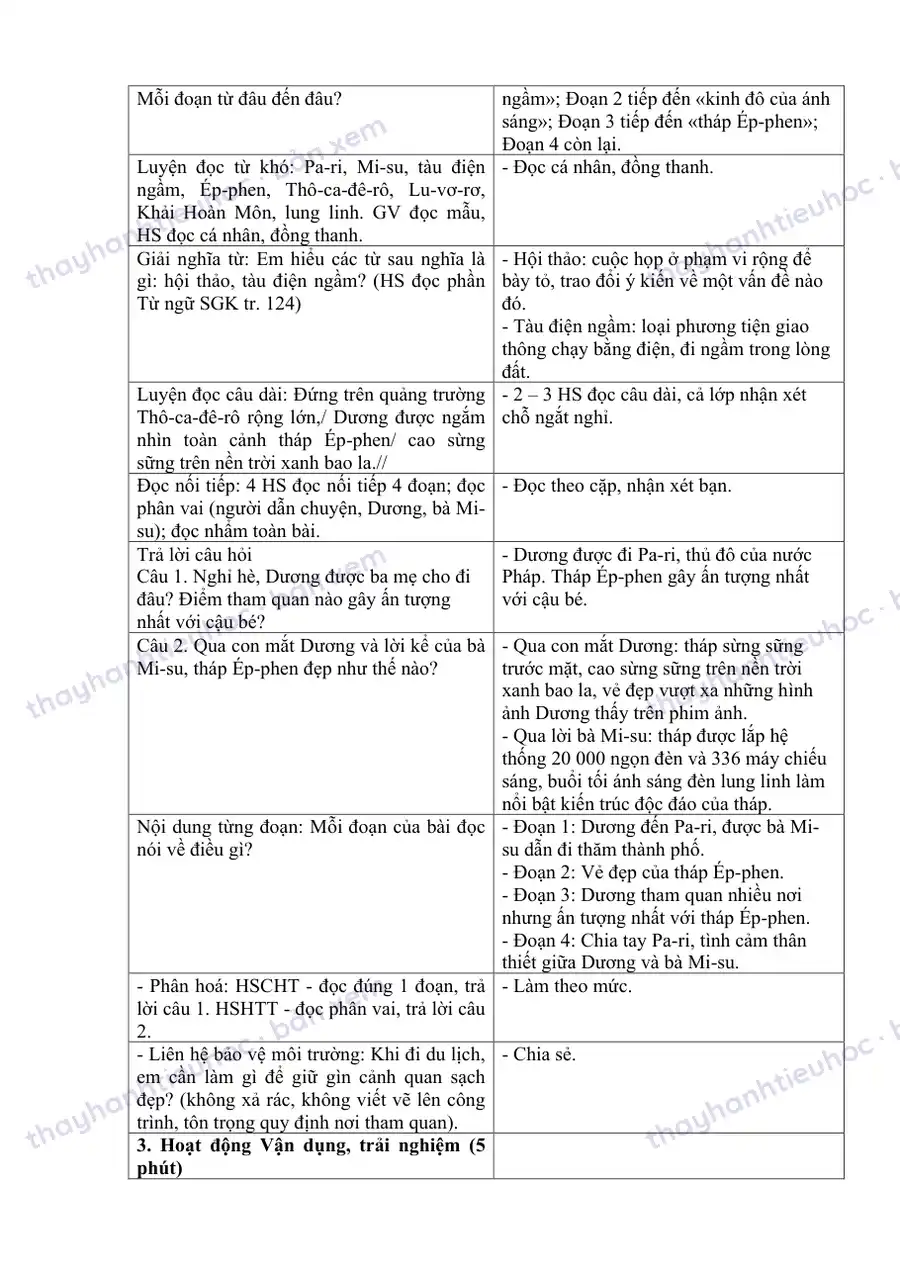 Mỗi đoạn từ đâu đến đâu?
ngầm»; Đoạn 2 tiếp đến «kinh đô của ánh
sáng»; Đoạn 3 tiếp đến «tháp Ép-phen»;
Đoạn 4 còn lại.
Luyện đọc từ khó: Pa-ri, Mi-su, tàu điện
ngầm, Ép-phen, Thô-ca-đê-rô, Lu-vơ-rơ,
Khải Hoàn Môn, lung linh. GV đọc mẫu,
HS đọc cá nhân, đồng thanh.
- Đọc cá nhân, đồng thanh.
Giải nghĩa từ: Em hiểu các từ sau nghĩa là
gì: hội thảo, tàu điện ngầm? (HS đọc phần
Từ ngữ SGK tr. 124)
- Hội thảo: cuộc họp ở phạm vi rộng để
bày tỏ, trao đổi ý kiến về một vấn đề nào
đó.
- Tàu điện ngầm: loại phương tiện giao
thông chạy bằng điện, đi ngầm trong lòng
đất.
Luyện đọc câu dài: Đứng trên quảng trường
Thô-ca-đê-rô rộng lớn,/ Dương được ngắm
nhìn toàn cảnh tháp Ép-phen/ cao sừng
sững trên nền trời xanh bao la.//
- 2 – 3 HS đọc câu dài, cả lớp nhận xét
chỗ ngắt nghỉ.
Đọc nối tiếp: 4 HS đọc nối tiếp 4 đoạn; đọc
phân vai (người dẫn chuyện, Dương, bà Mi-
su); đọc nhẩm toàn bài.
- Đọc theo cặp, nhận xét bạn.
Trả lời câu hỏi
Câu 1. Nghỉ hè, Dương được ba mẹ cho đi
đâu? Điểm tham quan nào gây ấn tượng
nhất với cậu bé?
- Dương được đi Pa-ri, thủ đô của nước
Pháp. Tháp Ép-phen gây ấn tượng nhất
với cậu bé.
Câu 2. Qua con mắt Dương và lời kể của bà
Mi-su, tháp Ép-phen đẹp như thế nào?
- Qua con mắt Dương: tháp sừng sững
trước mặt, cao sừng sững trên nền trời
xanh bao la, vẻ đẹp vượt xa những hình
ảnh Dương thấy trên phim ảnh.
- Qua lời bà Mi-su: tháp được lắp hệ
thống 20 000 ngọn đèn và 336 máy chiếu
sáng, buổi tối ánh sáng đèn lung linh làm
nổi bật kiến trúc độc đáo của tháp.
Nội dung từng đoạn: Mỗi đoạn của bài đọc
nói về điều gì?
- Đoạn 1: Dương đến Pa-ri, được bà Mi-
su dẫn đi thăm thành phố.
- Đoạn 2: Vẻ đẹp của tháp Ép-phen.
- Đoạn 3: Dương tham quan nhiều nơi
nhưng ấn tượng nhất với tháp Ép-phen.
- Đoạn 4: Chia tay Pa-ri, tình cảm thân
thiết giữa Dương và bà Mi-su.
- Phân hoá: HSCHT - đọc đúng 1 đoạn, trả
lời câu 1. HSHTT - đọc phân vai, trả lời câu
2.
- Làm theo mức.
- Liên hệ bảo vệ môi trường: Khi đi du lịch,
em cần làm gì để giữ gìn cảnh quan sạch
đẹp? (không xả rác, không viết vẽ lên công
trình, tôn trọng quy định nơi tham quan).
- Chia sẻ.
3. Hoạt động Vận dụng, trải nghiệm (5
phút)
thayhanhtieuhoc · bản xem
thayhanhtieuhoc · b
thayhanhtieuhoc · bản xem
thayhanhtieuhoc · b
thayhanhtieuhoc · bản xem
thayhanhtieuhoc · b